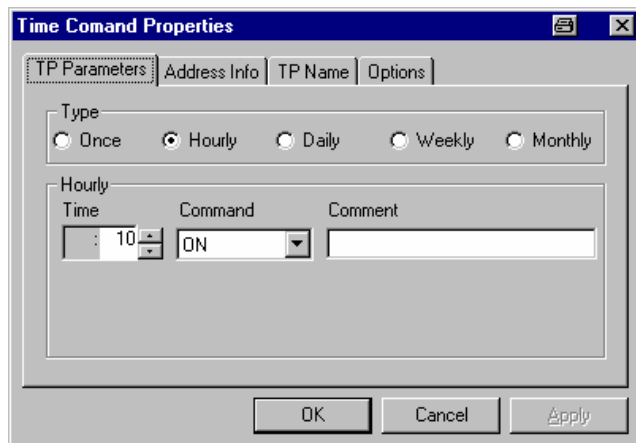 Time Comand Properties
TP Parameters Address Info TP Name Options
Type
Once Hourly Daily Weekly Monthly
Hourly
Time Command Comment
: 10 ON
OK Cancel Apply